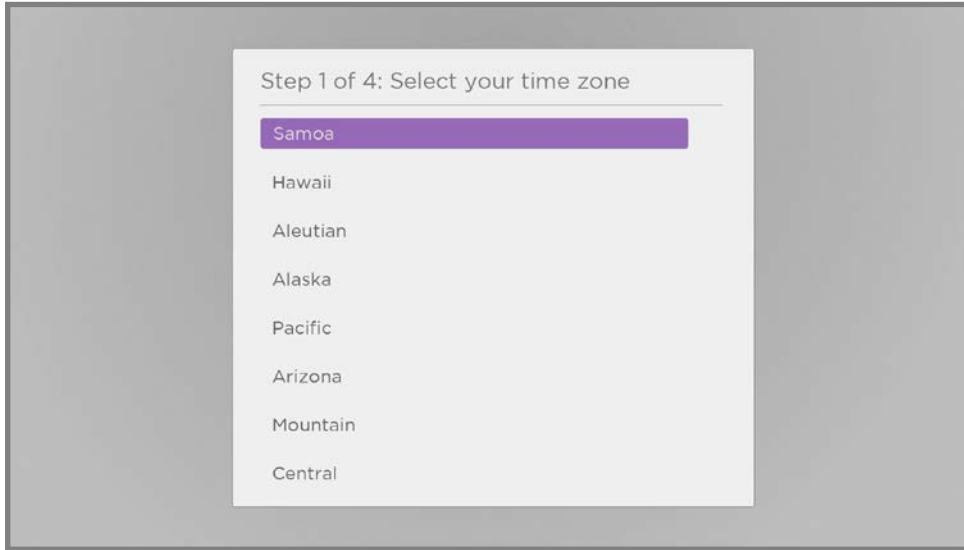 Step 1 of 4: Select your time zone
Samoa
Hawaii
Aleutian
Alaska
Pacific
Arizona
Mountain
Central